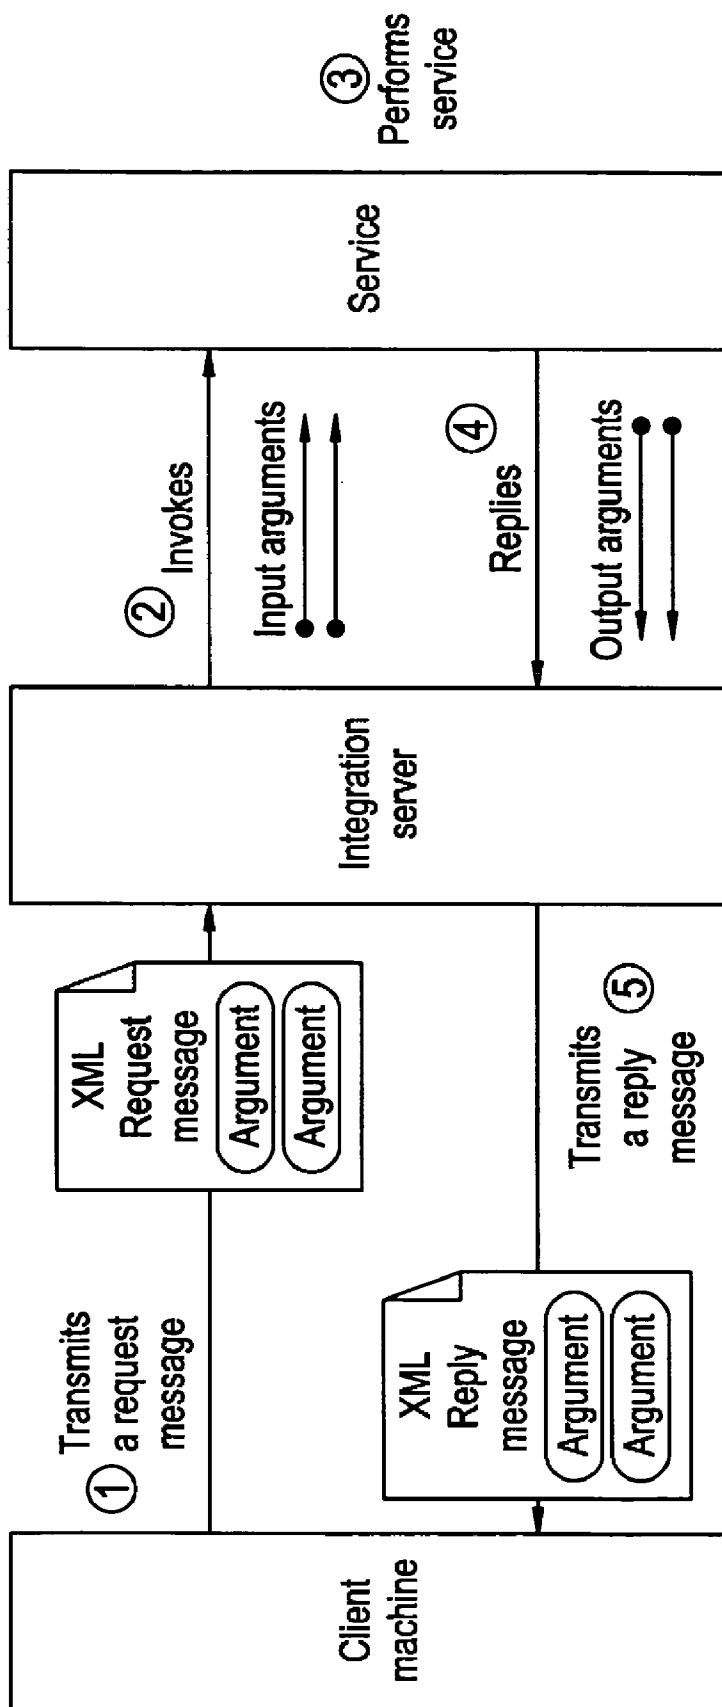 Client
machine
①
Transmits
a request
message
XML
Request
message
Argument
Argument
Integration
server
②
Invokes
Input arguments
Service
③
Performs
service
④
Replies
Output arguments
⑤
Transmits
a reply
message
XML
Reply
message
Argument
Argument